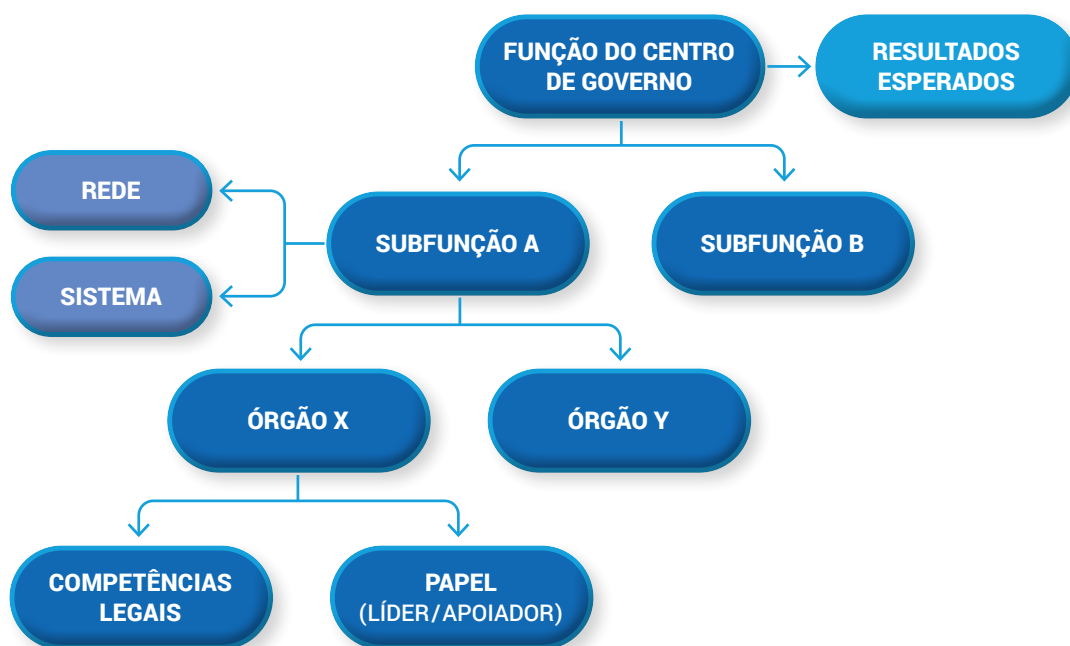 FUNÇÃO DO CENTRO
DE GOVERNO
RESULTADOS
ESPERADOS
REDE
SISTEMA
SUBFUNÇÃO A
SUBFUNÇÃO B
ÓRGÃO X
ÓRGÃO Y
COMPETÊNCIAS
LEGAIS
PAPEL
(LÍDER/APOIADOR)